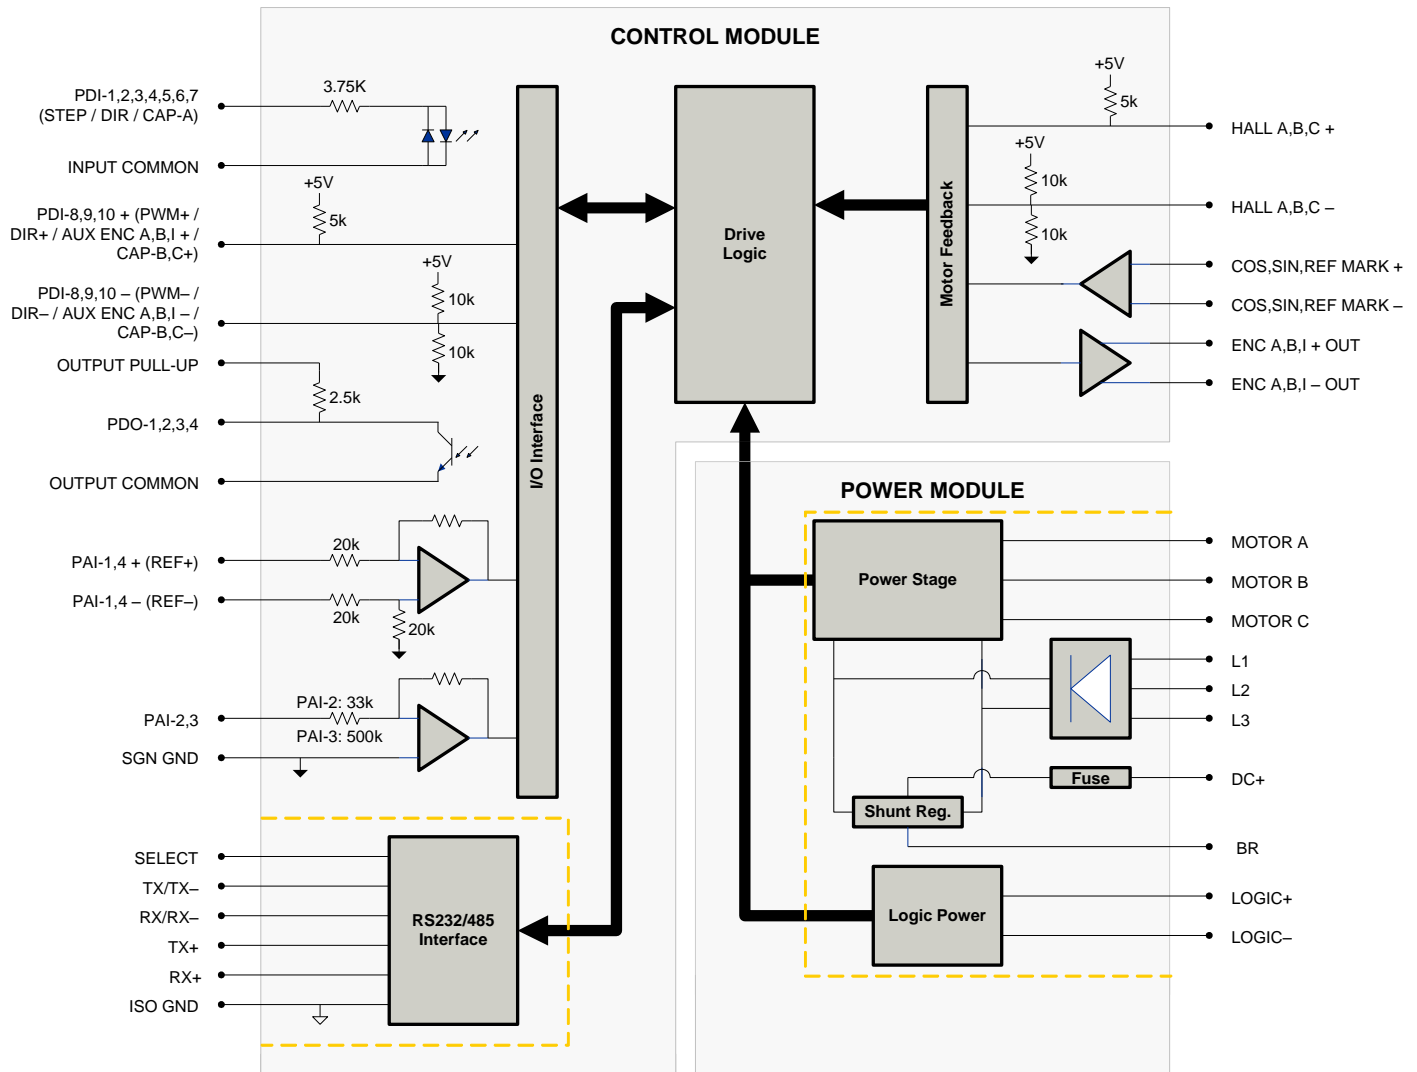 CONTROL MODULE
PDI-1,2,3,4,5,6,7
(STEP / DIR / CAP-A)
3.75K
INPUT COMMON
+5V
5k
PDI-8,9,10 + (PWM+ /
DIR+ / AUX ENC A,B,I + /
CAP-B,C+)
+5V
10k
10k
PDI-8,9,10 – (PWM– /
DIR– / AUX ENC A,B,I – /
CAP-B,C–)
OUTPUT PULL-UP
2.5k
PDO-1,2,3,4
OUTPUT COMMON
20k
PAI-1,4 + (REF+)
PAI-1,4 – (REF–)
20k
20k
PAI-2: 33k
PAI-2,3
PAI-3: 500k
SGN GND
I/O Interface
Drive
Logic
Motor Feedback
+5V
5k
HALL A,B,C +
+5V
10k
HALL A,B,C –
10k
COS,SIN,REF MARK +
COS,SIN,REF MARK –
ENC A,B,I + OUT
ENC A,B,I – OUT
SELECT
TX/TX–
RX/RX–
TX+
RX+
ISO GND
RS232/485
Interface
POWER MODULE
Power Stage
MOTOR A
MOTOR B
MOTOR C
L1
L2
L3
Fuse
DC+
Shunt Reg.
BR
Logic Power
LOGIC+
LOGIC–